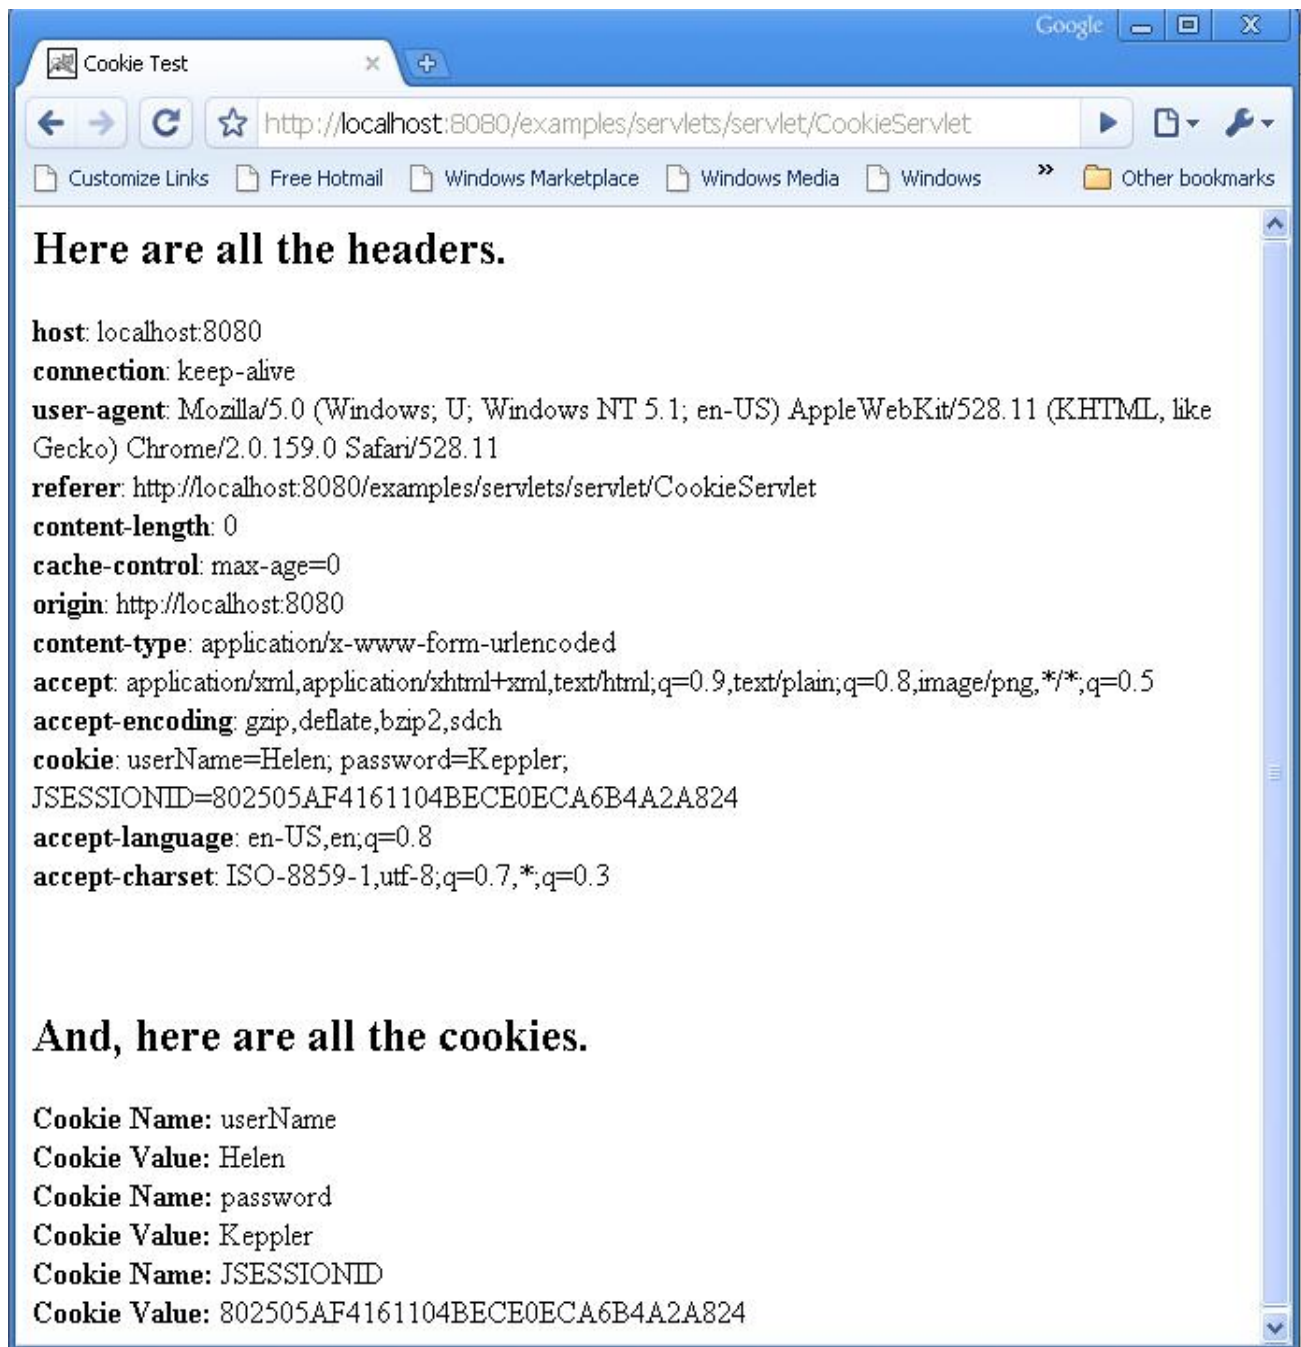 Google
Cookie Test
http://localhost:8080/examples/servlets/servlet/CookieServlet
Customize Links Free Hotmail Windows Marketplace Windows Media Windows » Other bookmarks
Here are all the headers.
host: localhost:8080
connection: keep-alive
user-agent: Mozilla/5.0 (Windows; U; Windows NT 5.1; en-US) AppleWebKit/528.11 (KHTML, like
Gecko) Chrome/2.0.159.0 Safari/528.11
referer: http://localhost:8080/examples/servlets/servlet/CookieServlet
content-length: 0
cache-control: max-age=0
origin: http://localhost:8080
content-type: application/x-www-form-urlencoded
accept: application/xml,application/xhtml+xml,text/html;q=0.9,text/plain;q=0.8,image/png,*/*;q=0.5
accept-encoding: gzip,deflate,bzip2,sdch
cookie: userName=Helen; password=Keppler;
JSESSIONID=802505AF4161104BECE0ECA6B4A2A824
accept-language: en-US,en;q=0.8
accept-charset: ISO-8859-1,utf-8;q=0.7,*;q=0.3
And, here are all the cookies.
Cookie Name: userName
Cookie Value: Helen
Cookie Name: password
Cookie Value: Keppler
Cookie Name: JSESSIONID
Cookie Value: 802505AF4161104BECE0ECA6B4A2A824